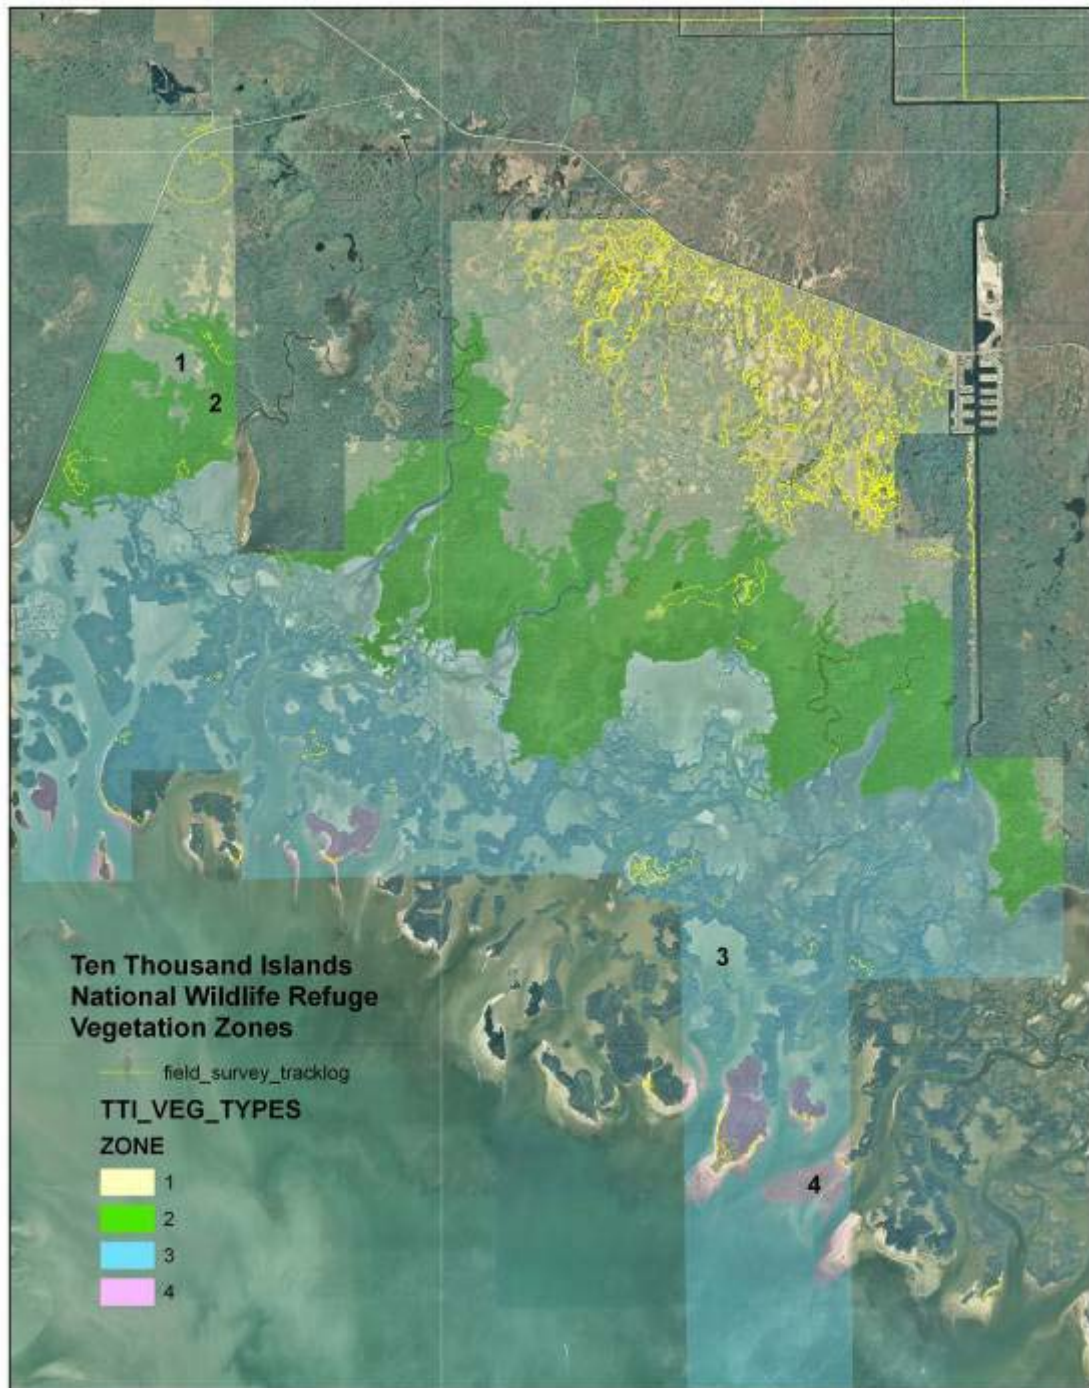 1
2
3
Ten Thousand Islands
National Wildlife Refuge
Vegetation Zones
field_survey_tracklog
TTI_VEG_TYPES
ZONE
1
2
3
4
4